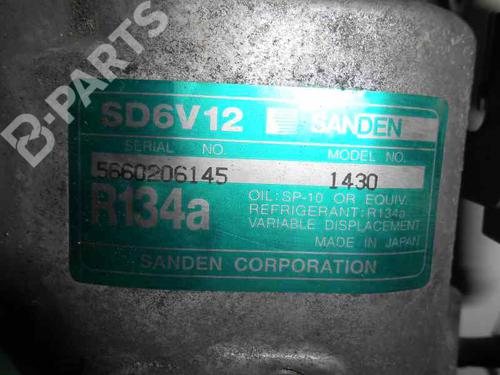 B-PARTS
SD6V12 SANDEN
SERIAL NO. MODEL NO.
5660206145 1430
R134a
OIL: SP-10 OR EQUIV.
REFRIGERANT: R134a
VARIABLE DISPLACEMENT
MADE IN JAPAN
SANDEN CORPORATION
B-PARTS